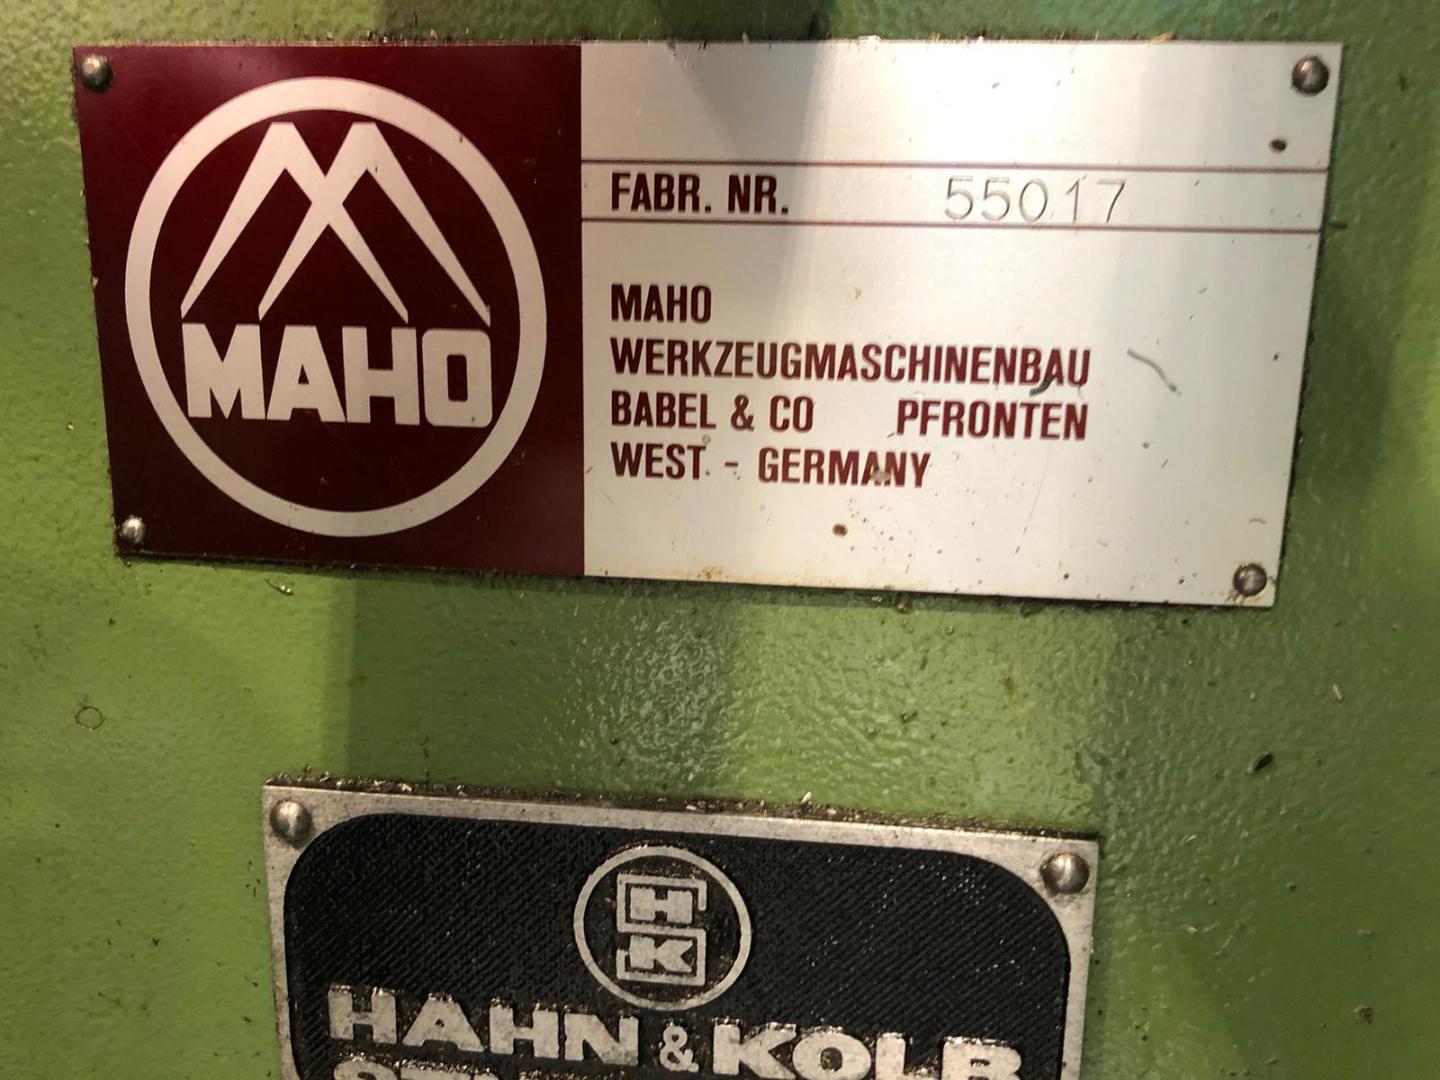 MAHO
FABR. NR. 55017
MAHO
WERKZEUGMASCHINENBAU
BABEL & CO PFRONTEN
WEST. - GERMANY
HK
HAHN & KOLB